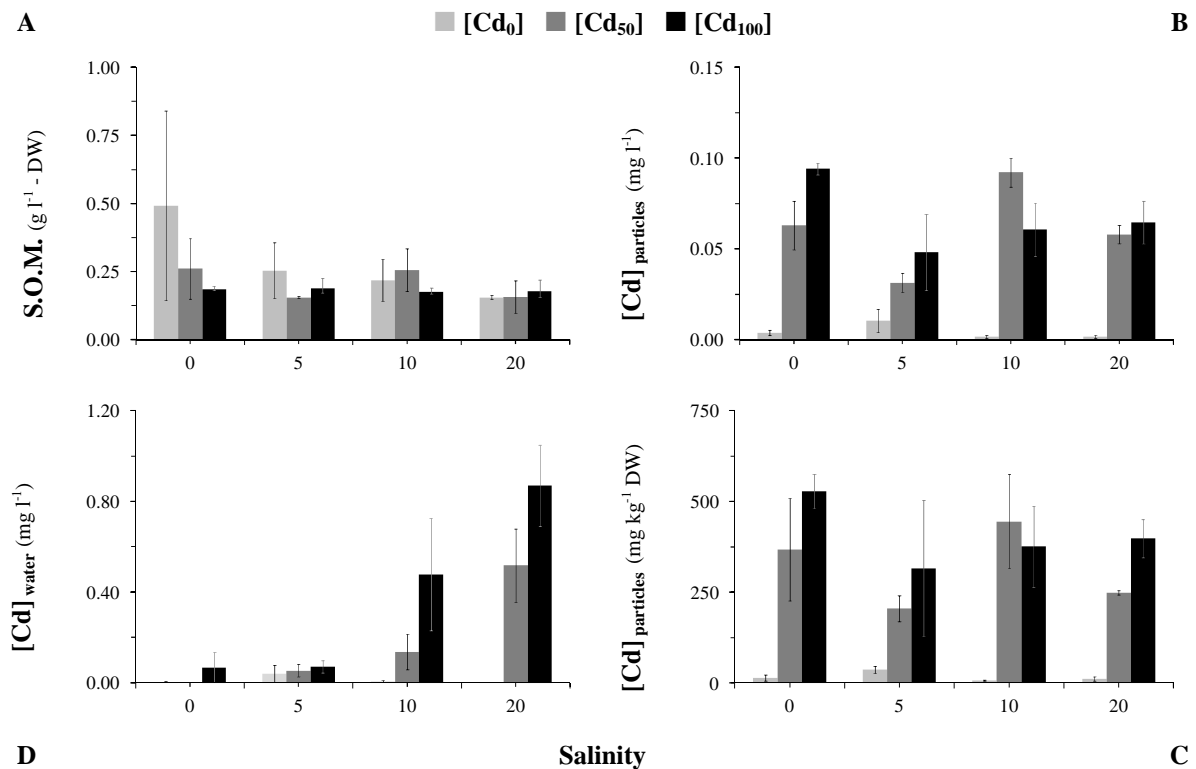 A
[Cd0] [Cd50] [Cd100]
B
S.O.M. (g l-1 - DW)
1.00
0.75
0.50
0.25
0.00
0 5 10 20
[Cd] particles (mg l-1)
0.15
0.10
0.05
0.00
0 5 10 20
[Cd] water (mg l-1)
1.20
0.80
0.40
0.00
0 5 10 20
[Cd] particles (mg kg-1 DW)
750
500
250
0
0 5 10 20
D
Salinity
C